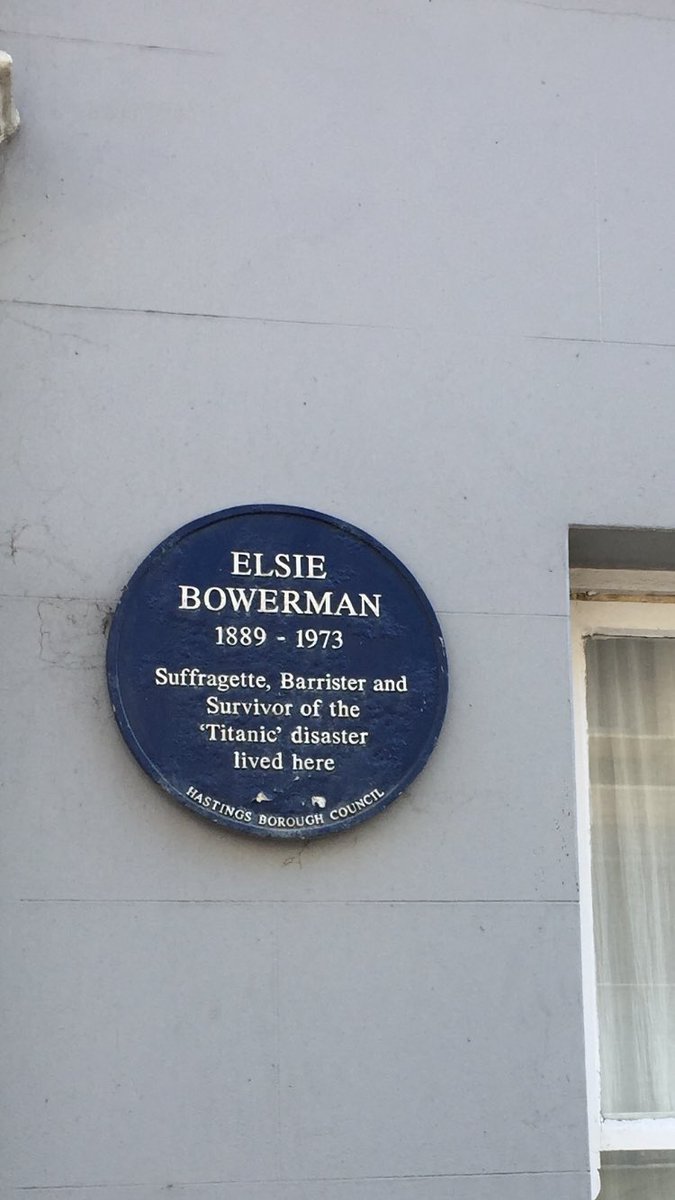 ELSIE
BOWERMAN
1889 - 1973
Suffragette, Barrister and
Survivor of the
'Titanic' disaster
lived here
HASTINGS BOROUGH COUNCIL